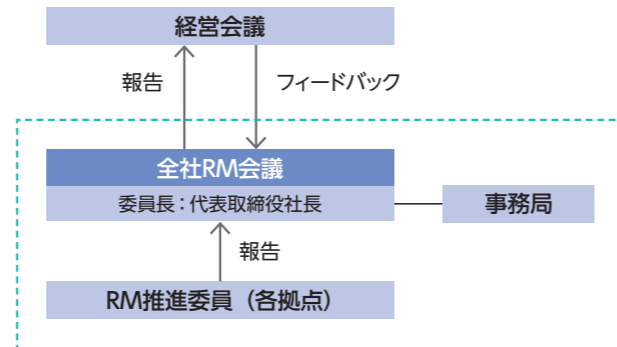 経営会議
報告
フィードバック
全社RM会議
委員長：代表取締役社長
事務局
報告
RM推進委員（各拠点）